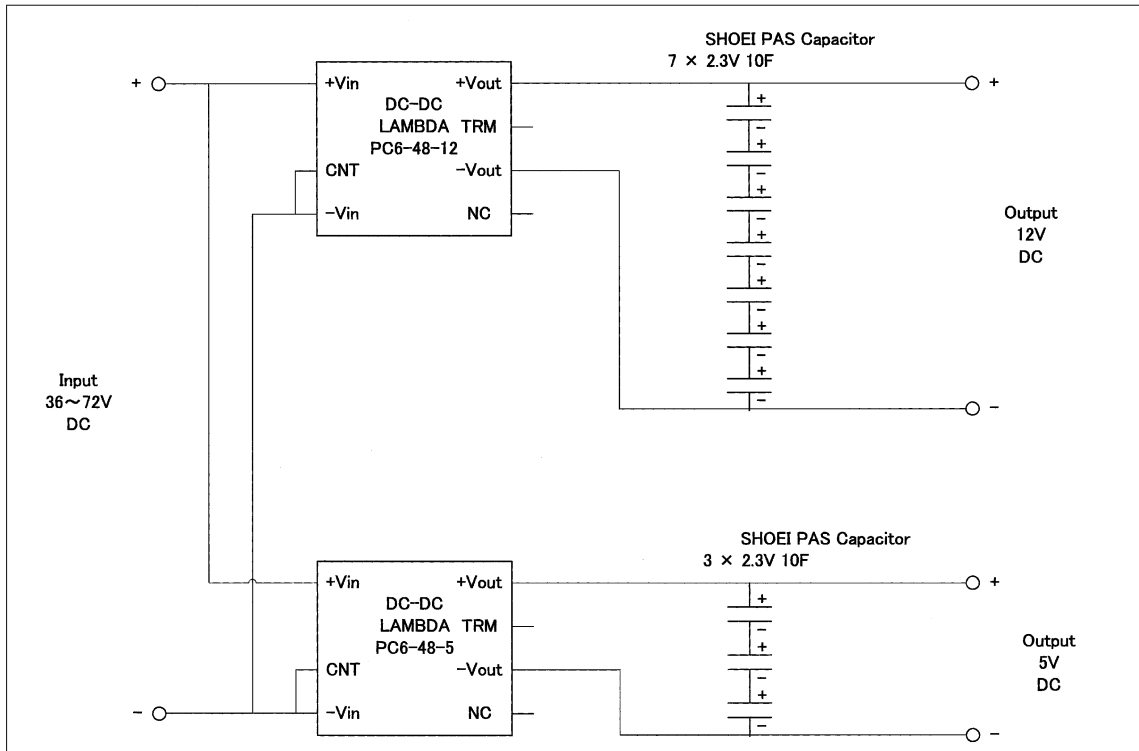 SHOEI PAS Capacitor
7 × 2.3V 10F
+
+Vin
+Vout
+
DC-DC
LAMBDA TRM
PC6-48-12
CNT
-Vout
-Vin
NC
+
-
+
-
+
-
+
-
+
-
+
-
+
-
Output
12V
DC
-
Input
36～72V
DC
SHOEI PAS Capacitor
3 × 2.3V 10F
+Vin
+Vout
+
DC-DC
LAMBDA TRM
PC6-48-5
CNT
-Vout
-
-Vin
NC
+
-
+
-
+
-
Output
5V
DC
-